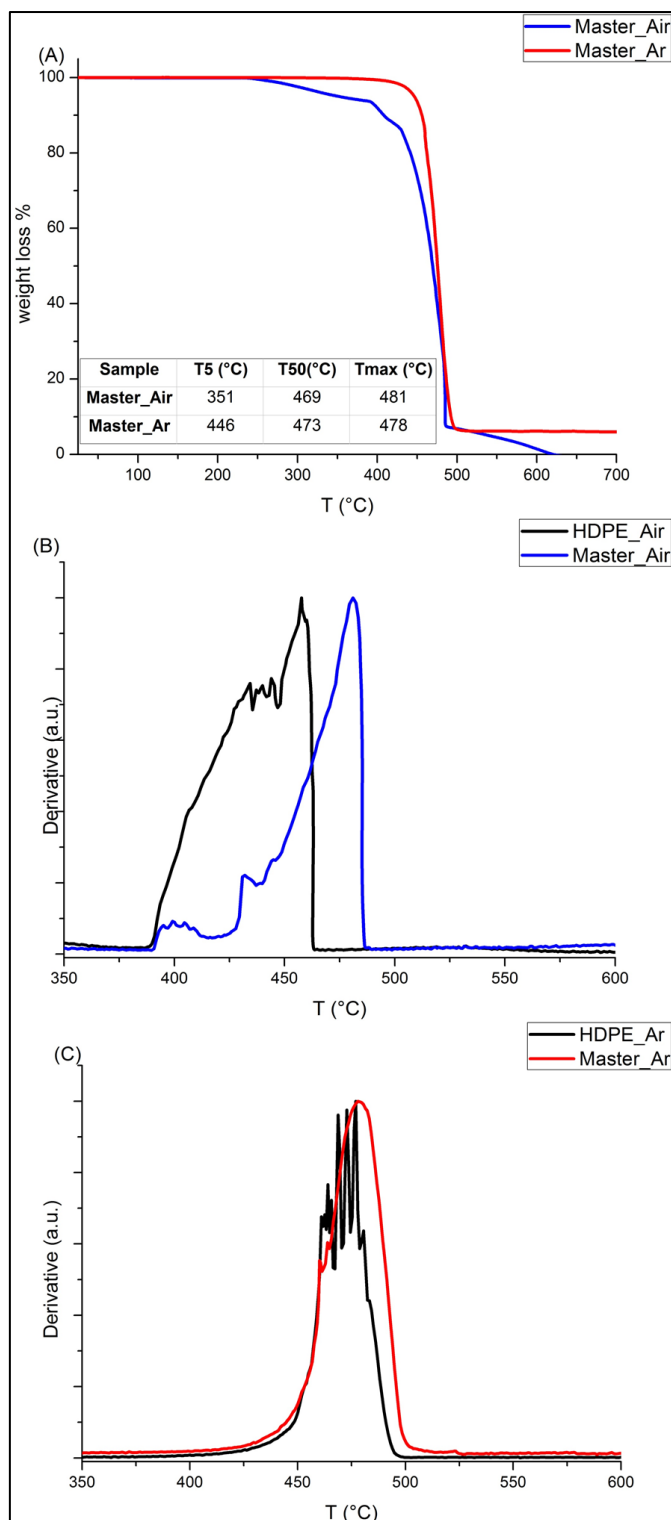 (A)
Master_Air
Master_Ar
100
80
60
40
20
0
weight loss %
Sample T5 (°C) T50(°C) Tmax (°C)
Master_Air 351 469 481
Master_Ar 446 473 478
100 200 300 400 500 600 700
T (°C)
(B)
HDPE_Air
Master_Air
Derivative (a.u.)
350 400 450 500 550 600
T (°C)
(C)
HDPE_Ar
Master_Ar
Derivative (a.u.)
350 400 450 500 550 600
T (°C)